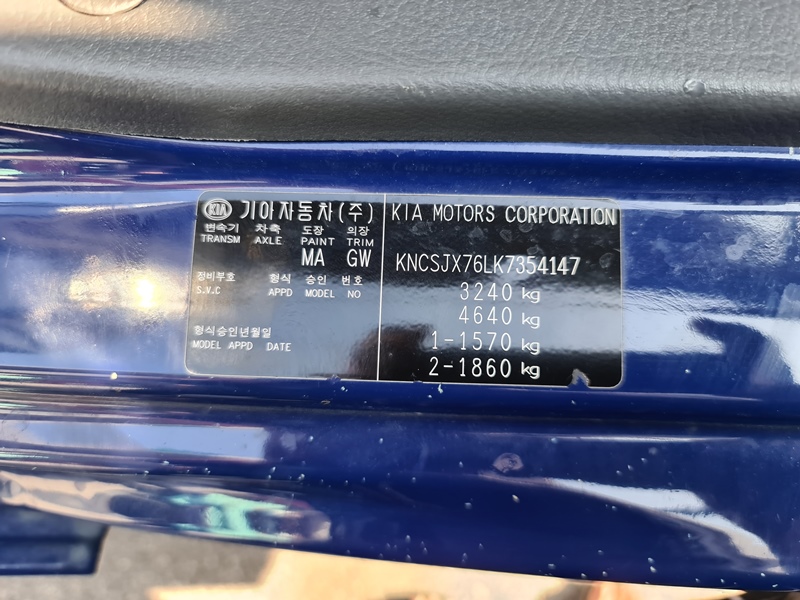 KIA 기아자동차(주)
변속기 차축 도장 의장
TRANSM AXLE PAINT TRIM
MA GW
정비부호 형식 승인 번호
S.V.C APPD MODEL NO
형식승인년월일
MODEL APPD DATE
KIA MOTORS CORPORATION
KNCSJX76LK7354147
3240 kg
4640 kg
1-1570 kg
2-1860 kg